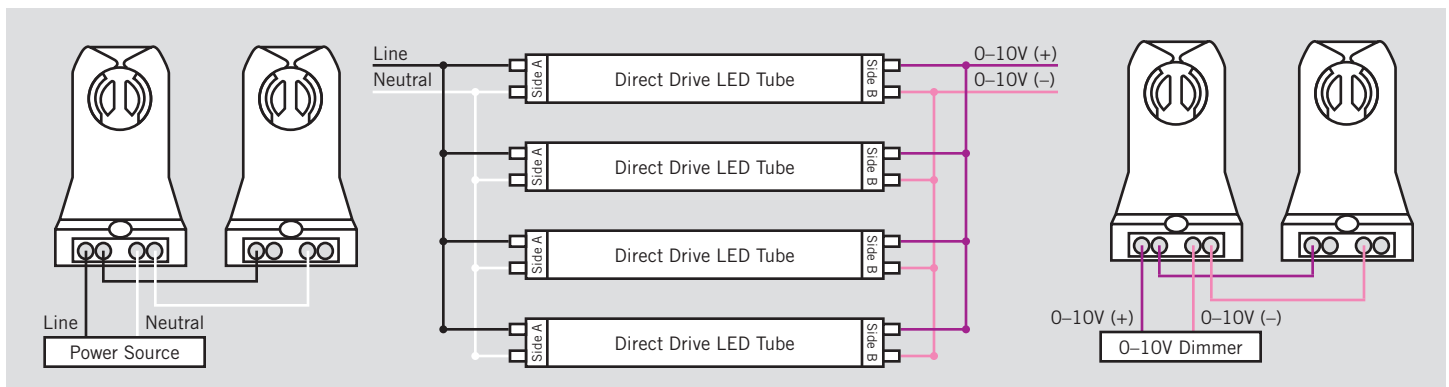 Line
Neutral
Power Source
Line
Neutral
Side A
Direct Drive LED Tube
Side B
0–10V (+)
0–10V (–)
Side A
Direct Drive LED Tube
Side B
Side A
Direct Drive LED Tube
Side B
Side A
Direct Drive LED Tube
Side B
0–10V (+)
0–10V (–)
0–10V Dimmer